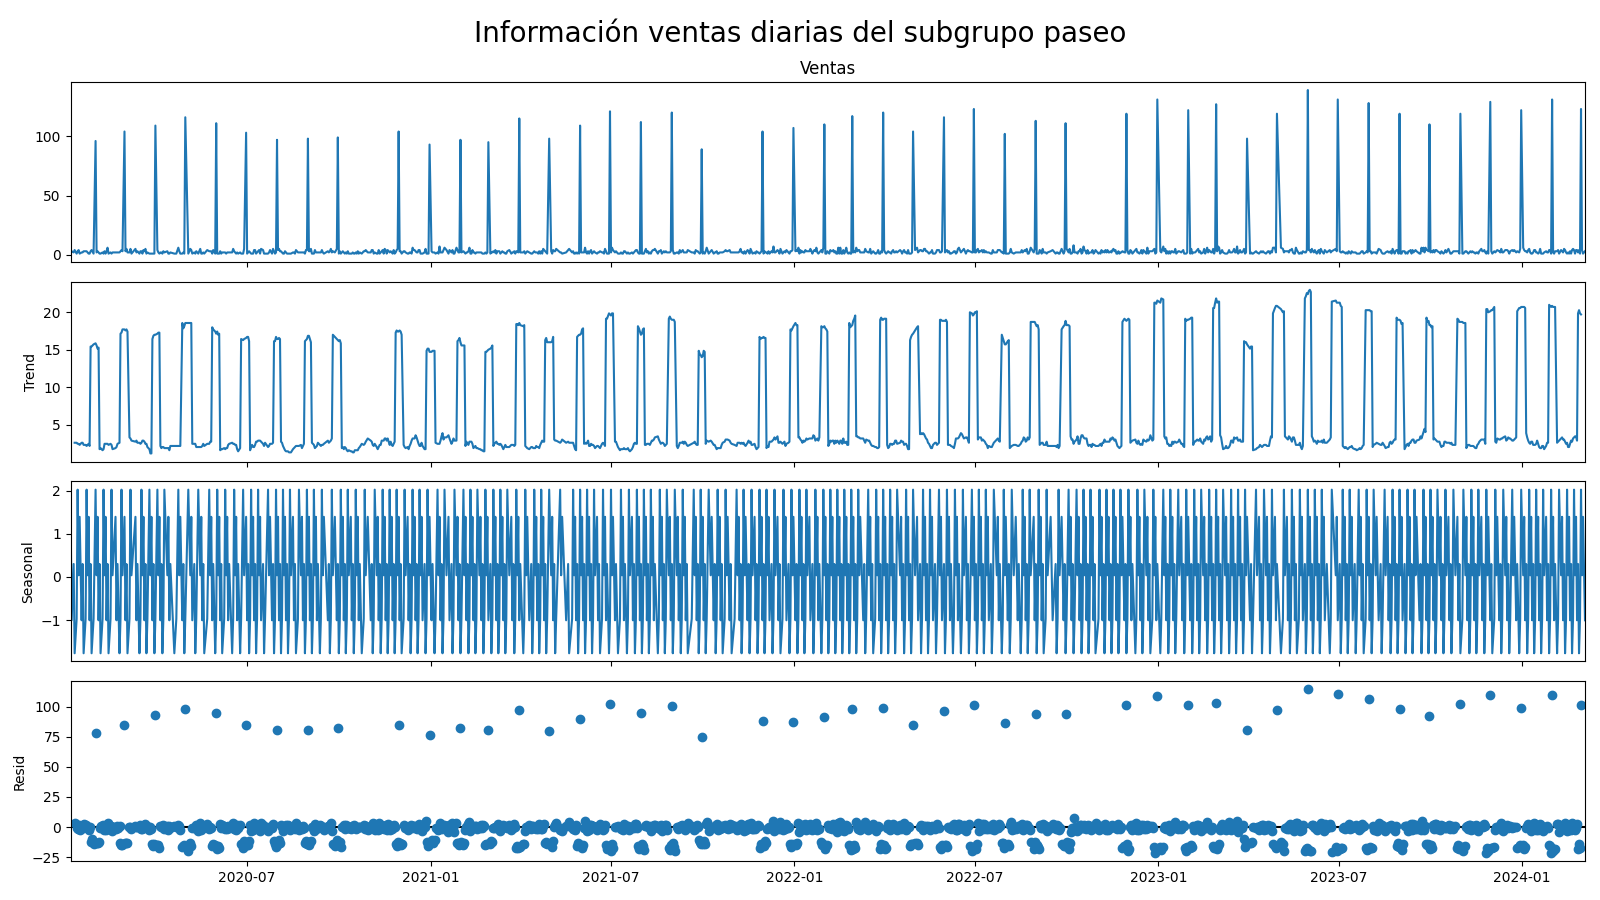 Información ventas diarias del subgrupo paseo
Ventas
100
50
0
Trend
20
15
10
5
Seasonal
2
1
0
−1
Resid
100
75
50
25
0
−25
2020-07 2021-01 2021-07 2022-01 2022-07 2023-01 2023-07 2024-01